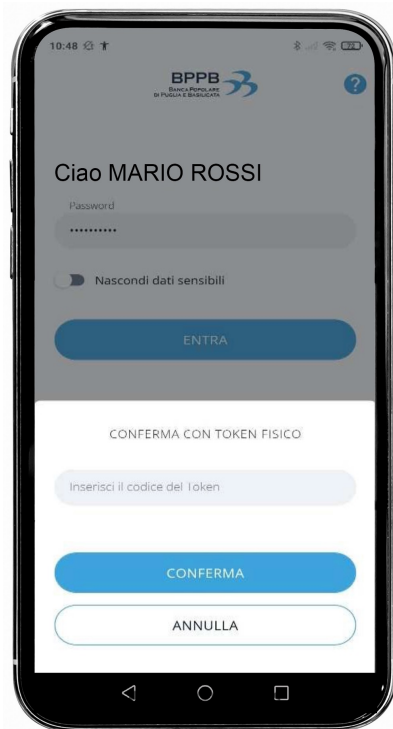 10:48
72
BPPB
BANCA POPOLARE
DI PUGLIA E BASILICATA
?
Ciao MARIO ROSSI
Password
••••••••••
Nascondi dati sensibili
ENTRA
CONFERMA CON TOKEN FISICO
Inserisci il codice del Token
CONFERMA
ANNULLA